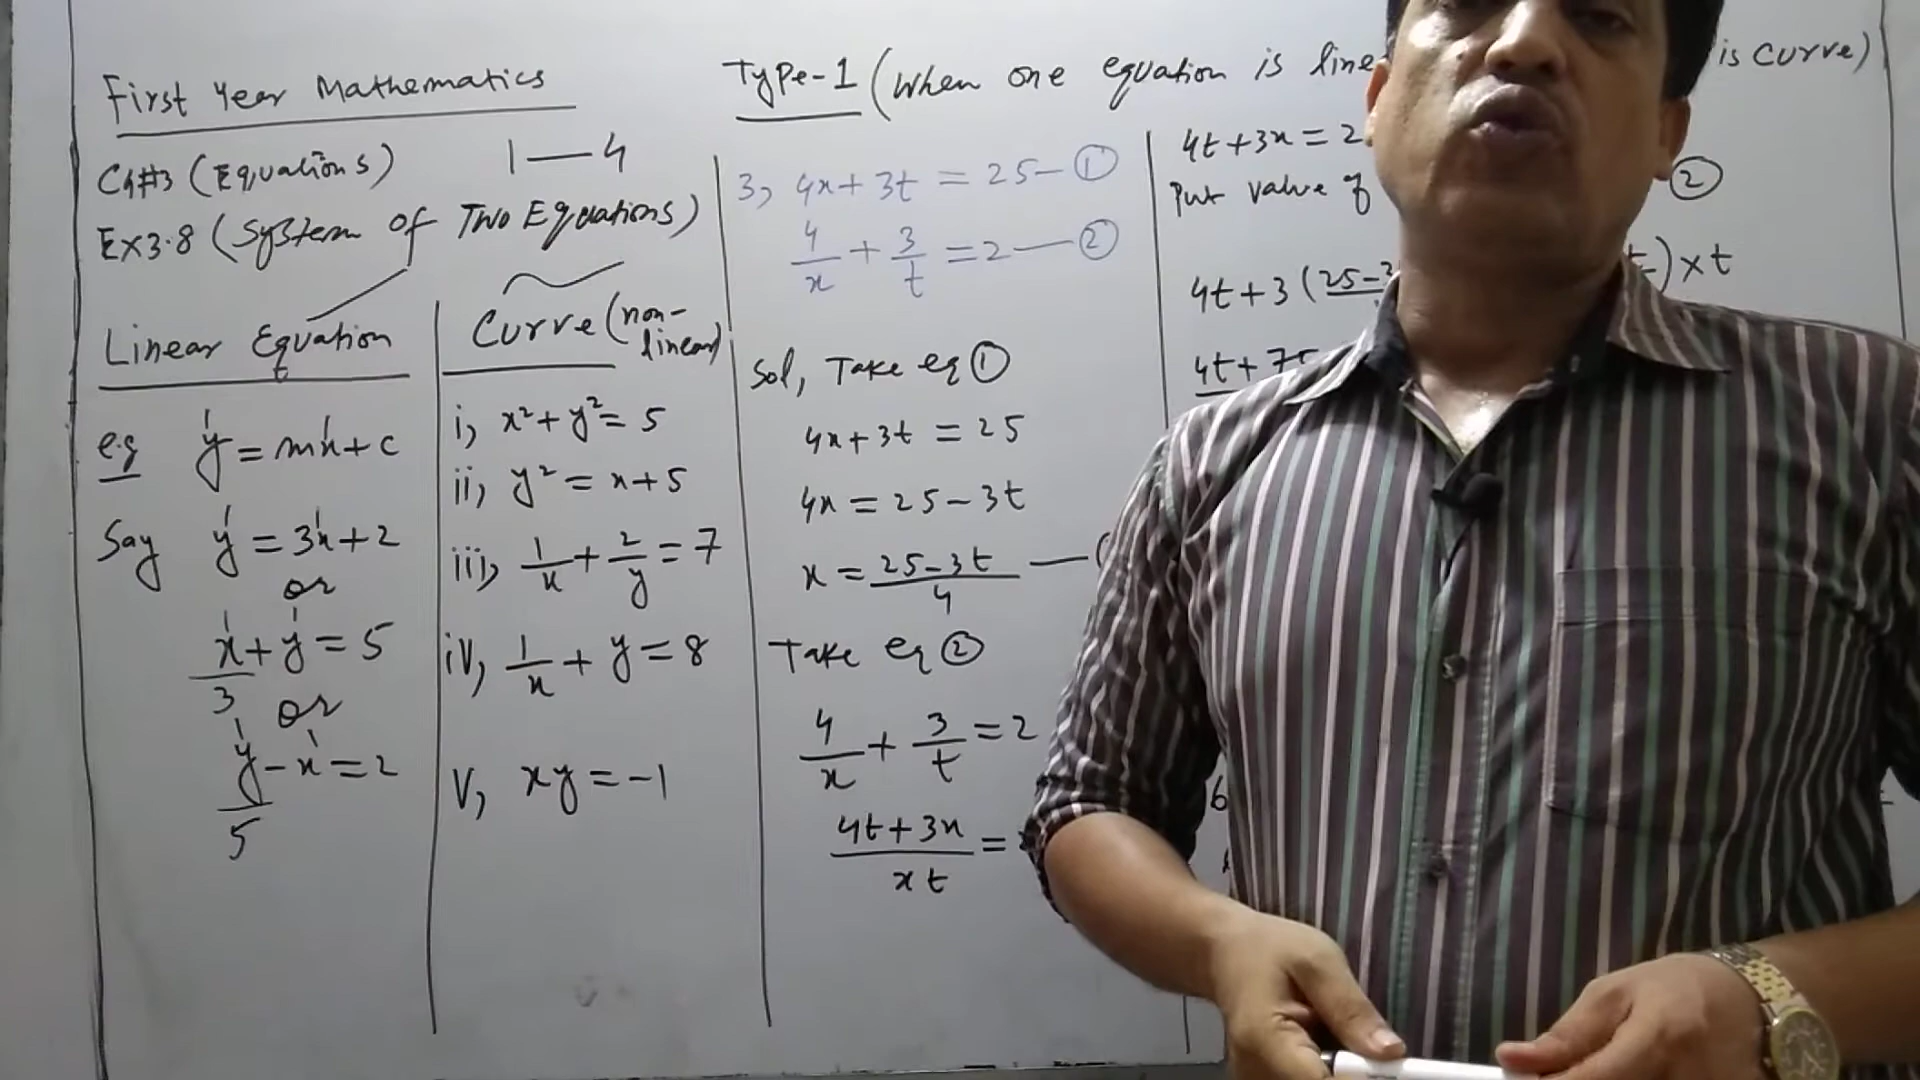 First Year Mathematics
Ch#3 (Equations) 1 — 4
EX3.8 (System of Two Equations)
Linear Equation
e.g y = mx + c
Say y = 3x + 2
or
x/3 + y = 5
or
y/5 - x = 2
Curve (non-linear)
i, x² + y² = 5
ii, y² = x + 5
iii, 1/x + 2/y = 7
iv, 1/x + y = 8
v, xy = -1
Type-1 (When one equation is is curve)
3, 4x + 3t = 25 — ①
4/x + 3/t = 2 — ②
Sol, Take eq ①
4x + 3t = 25
4x = 25 - 3t
x = 25 - 3t / 4 —
Take eq ②
4/x + 3/t = 2
4t + 3x / xt =
4t + 3x = 2
Put value of ②
4t + 3 (25-3 ) x t
4t + 75